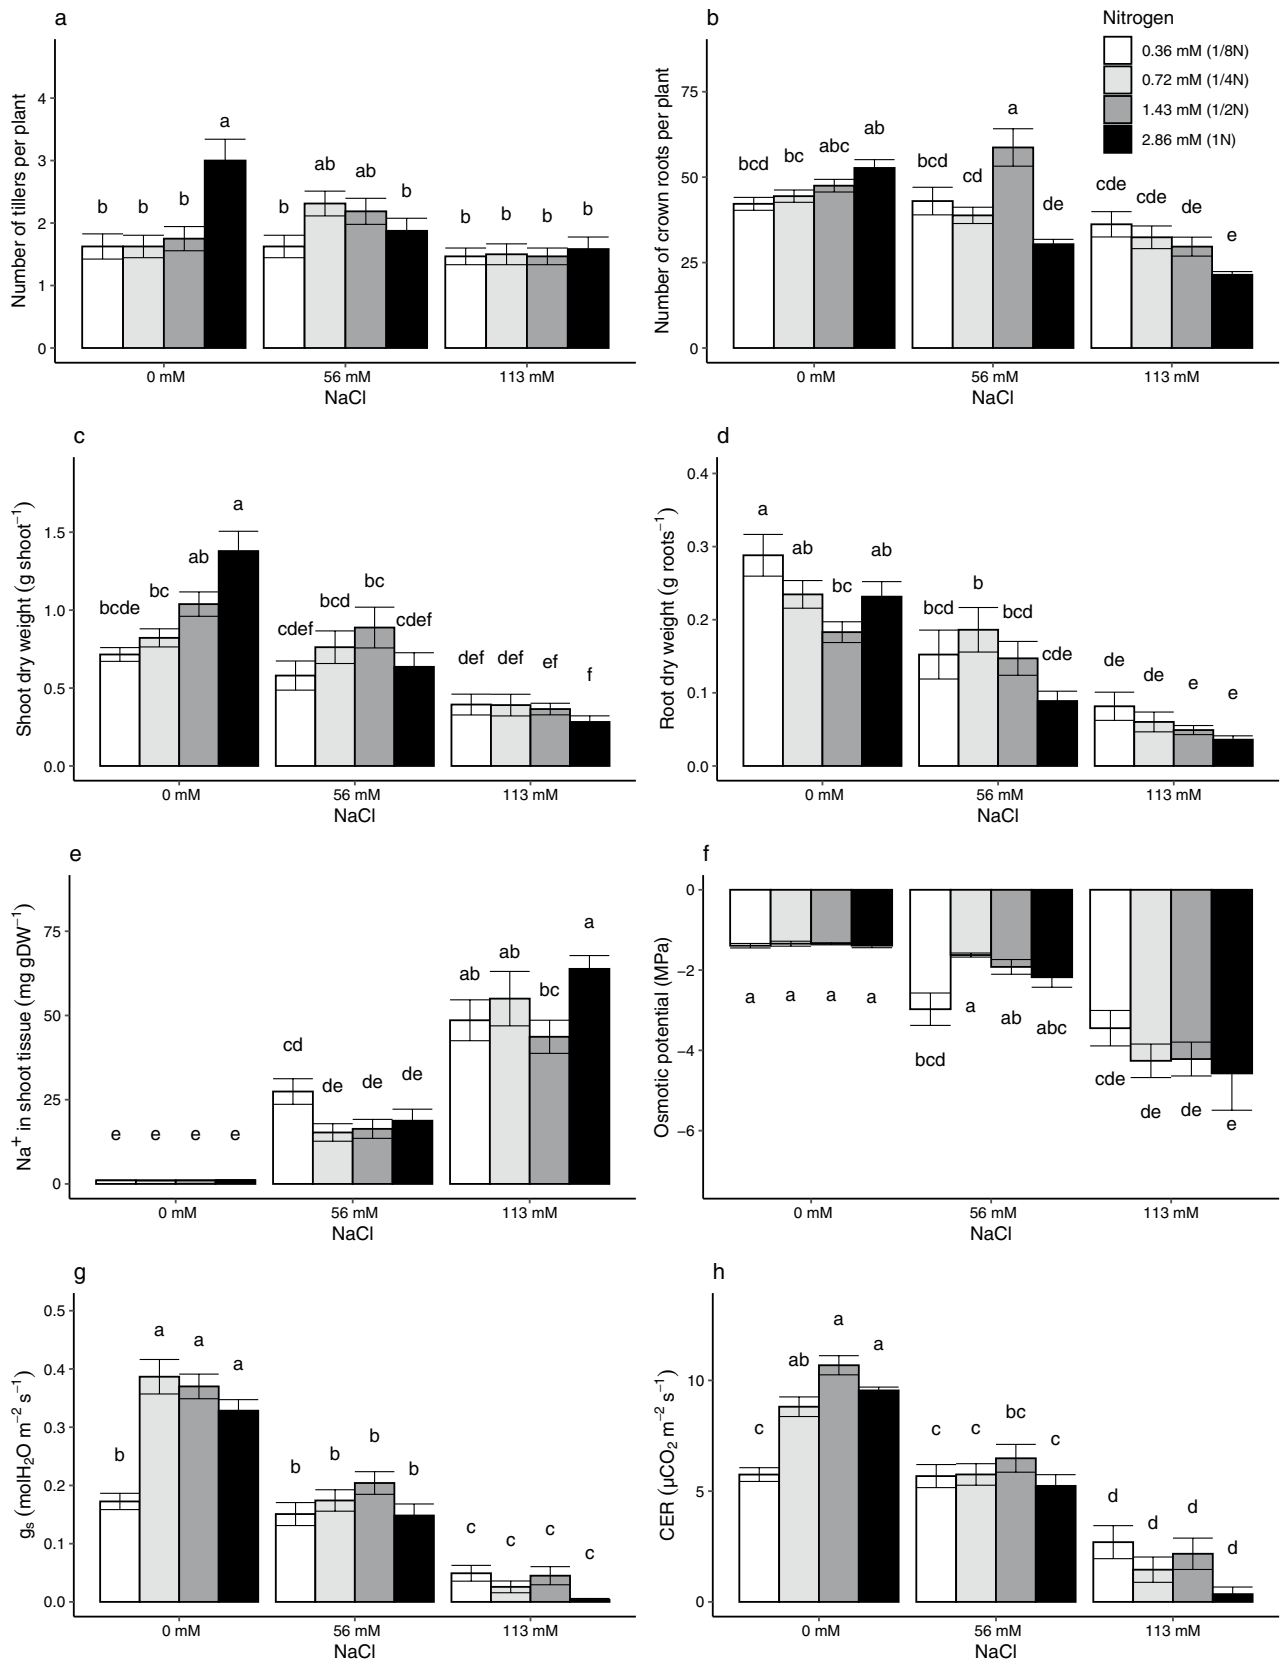 a
Number of tillers per plant
4
3
2
1
0
b b b a
b ab ab b
b b b b
0 mM 56 mM 113 mM
NaCl
b
Number of crown roots per plant
75
50
25
0
bcd bc abc ab
bcd cd a de
cde cde de e
0 mM 56 mM 113 mM
NaCl
Nitrogen
0.36 mM (1/8N)
0.72 mM (1/4N)
1.43 mM (1/2N)
2.86 mM (1N)
c
Shoot dry weight (g shoot⁻¹)
1.5
1.0
0.5
0.0
bcde bc ab a
cdef bcd bc cdef
def def ef f
0 mM 56 mM 113 mM
NaCl
d
Root dry weight (g roots⁻¹)
0.4
0.3
0.2
0.1
0.0
a ab bc ab
bcd b bcd cde
de de e e
0 mM 56 mM 113 mM
NaCl
e
Na⁺ in shoot tissue (mg gDW⁻¹)
75
50
25
0
e e e e
cd de de de
ab ab bc a
0 mM 56 mM 113 mM
NaCl
f
Osmotic potential (MPa)
0
−2
−4
−6
a a a a
bcd a ab abc
cde de de e
0 mM 56 mM 113 mM
NaCl
g
gₛ (molH₂O m⁻² s⁻¹)
0.5
0.4
0.3
0.2
0.1
0.0
b a a a
b b b b
c c c c
0 mM 56 mM 113 mM
NaCl
h
CER (µCO₂ m⁻² s⁻¹)
10
5
0
c ab a a
c c bc c
d d d d
0 mM 56 mM 113 mM
NaCl